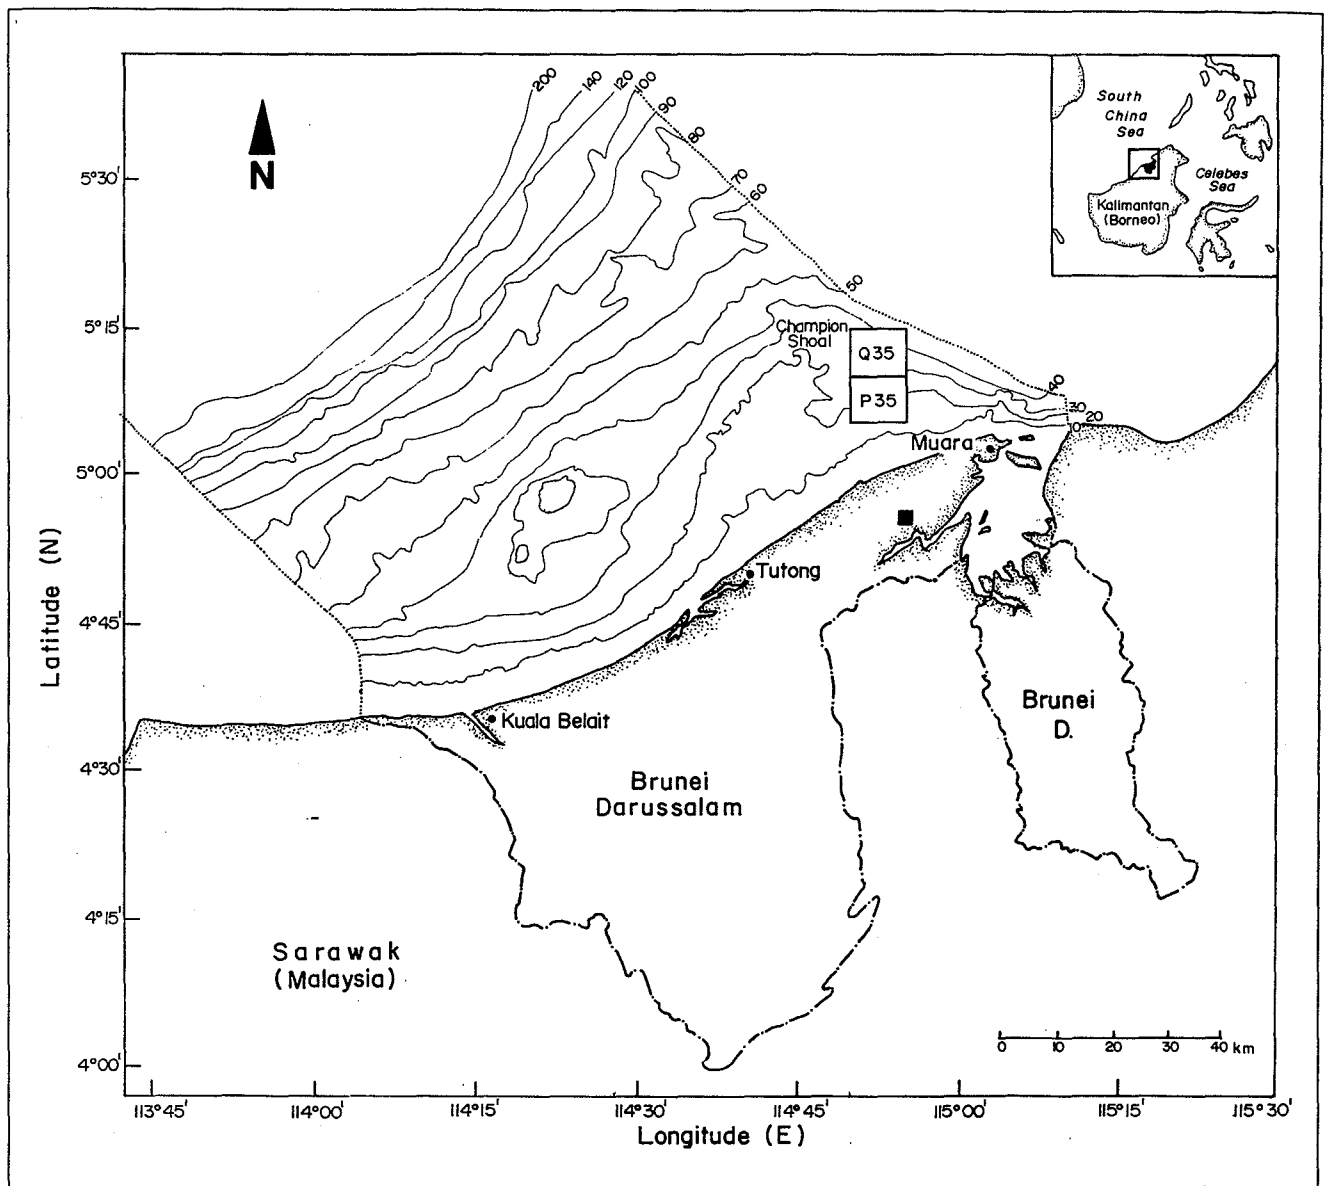 200
140
120
100
90
80
70
60
50
40
30
20
10
N
South
China
Sea
Celebes
Sea
Kalimantan
(Borneo)
5°30'
5°15'
5°00'
4°45'
4°30'
4°15'
4°00'
Latitude (N)
Champion
Shoal
Q35
P35
Muara
Tutong
Kuala Belait
Brunei
Darussalam
Brunei
D.
Sarawak
(Malaysia)
0 10 20 30 40 km
113°45' 114°00' 114°15' 114°30' 114°45' 115°00' 115°15' 115°30'
Longitude (E)